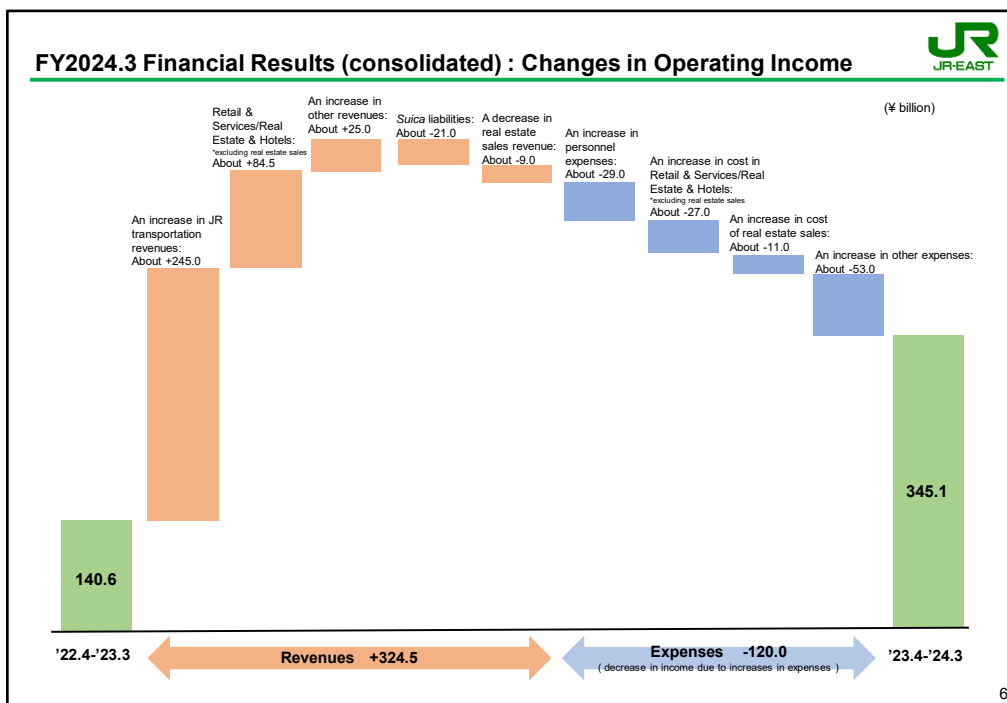 FY2024.3 Financial Results (consolidated) : Changes in Operating Income
JR
JR-EAST
(¥ billion)
An increase in JR
transportation
revenues:
About +245.0
Retail &
Services/Real
Estate & Hotels:
*excluding real estate sales
About +84.5
An increase in
other revenues:
About +25.0
Suica liabilities:
About -21.0
A decrease in
real estate
sales revenue:
About -9.0
An increase in
personnel
expenses:
About -29.0
An increase in cost in
Retail & Services/Real
Estate & Hotels:
*excluding real estate sales
About -27.0
An increase in cost
of real estate sales:
About -11.0
An increase in other expenses:
About -53.0
140.6
345.1
’22.4-’23.3
Revenues +324.5
Expenses -120.0
( decrease in income due to increases in expenses )
’23.4-’24.3
6